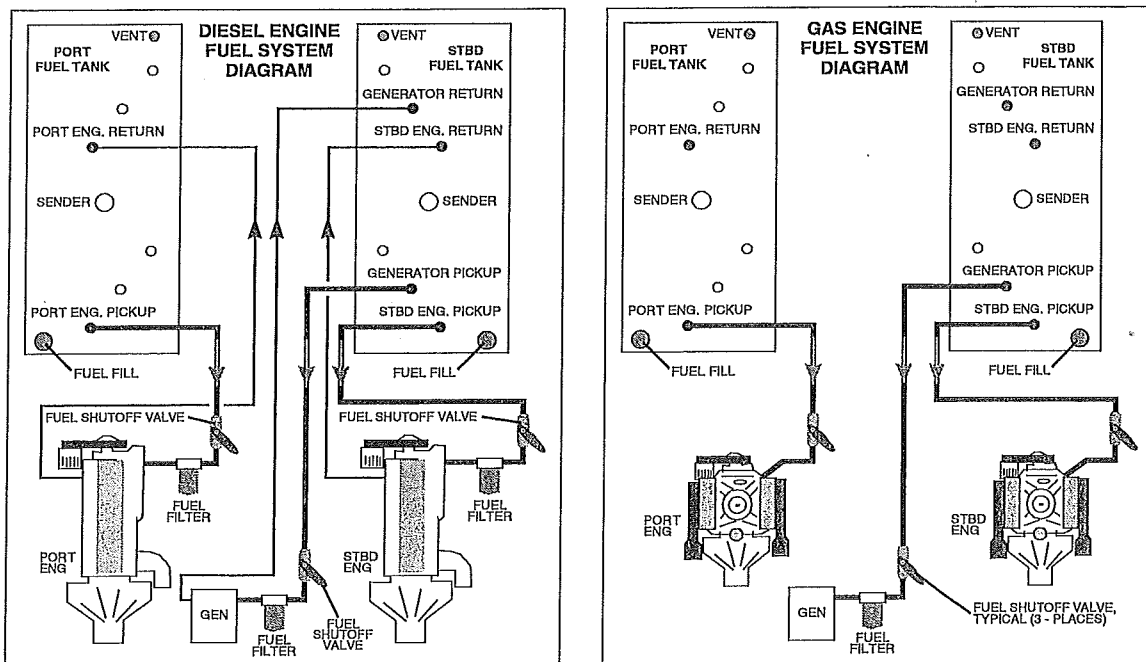 DIESEL ENGINE
FUEL SYSTEM
DIAGRAM
VENT
PORT
FUEL TANK
PORT ENG. RETURN
SENDER
PORT ENG. PICKUP
FUEL FILL
VENT
STBD
FUEL TANK
GENERATOR RETURN
STBD ENG. RETURN
SENDER
GENERATOR PICKUP
STBD ENG. PICKUP
FUEL FILL
FUEL SHUTOFF VALVE
FUEL SHUTOFF VALVE
FUEL
FILTER
FUEL
FILTER
PORT
ENG
STBD
ENG
GEN
FUEL
FILTER
FUEL
SHUTOFF
VALVE
GAS ENGINE
FUEL SYSTEM
DIAGRAM
VENT
PORT
FUEL TANK
PORT ENG. RETURN
SENDER
PORT ENG. PICKUP
FUEL FILL
VENT
STBD
FUEL TANK
GENERATOR RETURN
STBD ENG. RETURN
SENDER
GENERATOR PICKUP
STBD ENG. PICKUP
FUEL FILL
PORT
ENG
STBD
ENG
GEN
FUEL
FILTER
FUEL SHUTOFF VALVE,
TYPICAL (3 - PLACES)